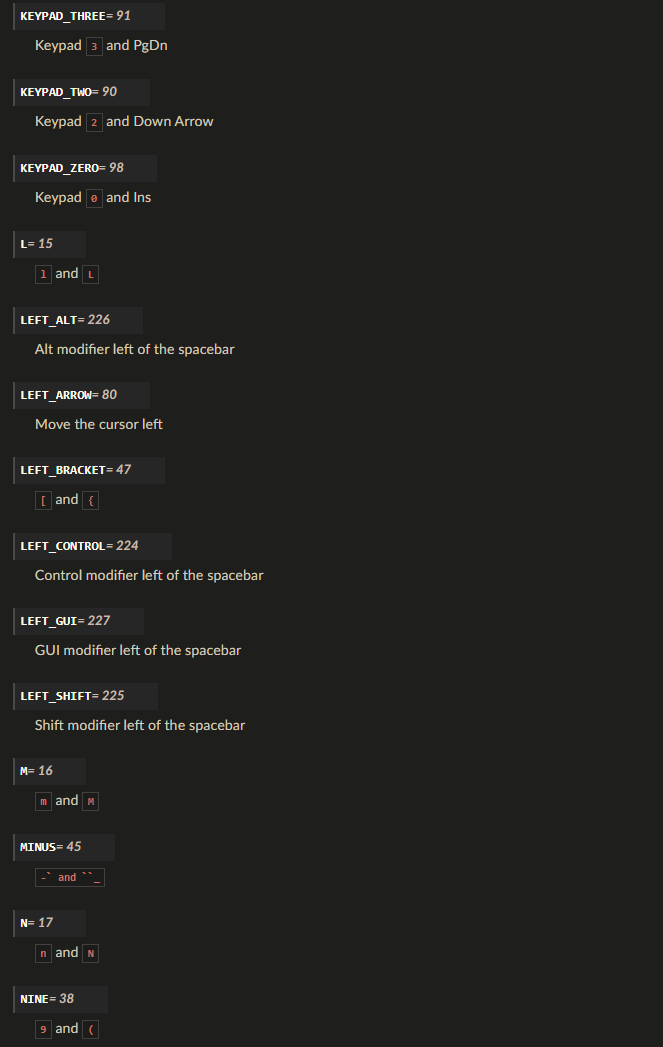 KEYPAD_THREE= 91
Keypad 3 and PgDn
KEYPAD_TWO= 90
Keypad 2 and Down Arrow
KEYPAD_ZERO= 98
Keypad 0 and Ins
L= 15
l and L
LEFT_ALT= 226
Alt modifier left of the spacebar
LEFT_ARROW= 80
Move the cursor left
LEFT_BRACKET= 47
[ and {
LEFT_CONTROL= 224
Control modifier left of the spacebar
LEFT_GUI= 227
GUI modifier left of the spacebar
LEFT_SHIFT= 225
Shift modifier left of the spacebar
M= 16
m and M
MINUS= 45
-` and ``_
N= 17
n and N
NINE= 38
9 and (